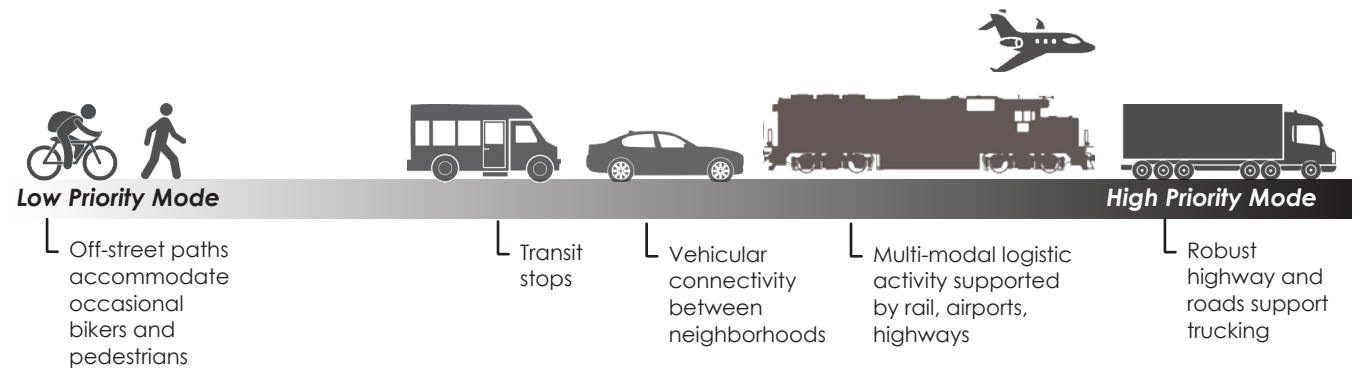 Low Priority Mode
High Priority Mode
Off-street paths
accommodate
occasional
bikers and
pedestrians
Transit
stops
Vehicular
connectivity
between
neighborhoods
Multi-modal logistic
activity supported
by rail, airports,
highways
Robust
highway and
roads support
trucking